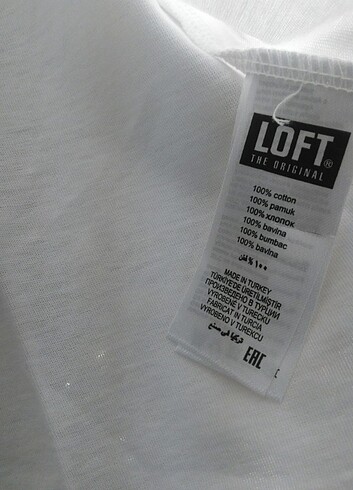 LOFT®
THE ORIGINAL
100% cotton
100% pamuk
100% хлопок
100% bavlna
100% bumbac
100% bavlna
MADE IN TURKEY
TÜRKİYE'DE ÜRETİLMİŞTİR
ПРОИЗВЕДЕНО В ТУРЦИИ
VYROBENE V TURECKU
FABRICAT IN TURCIA
VYROBENO V TURECKU
EAC